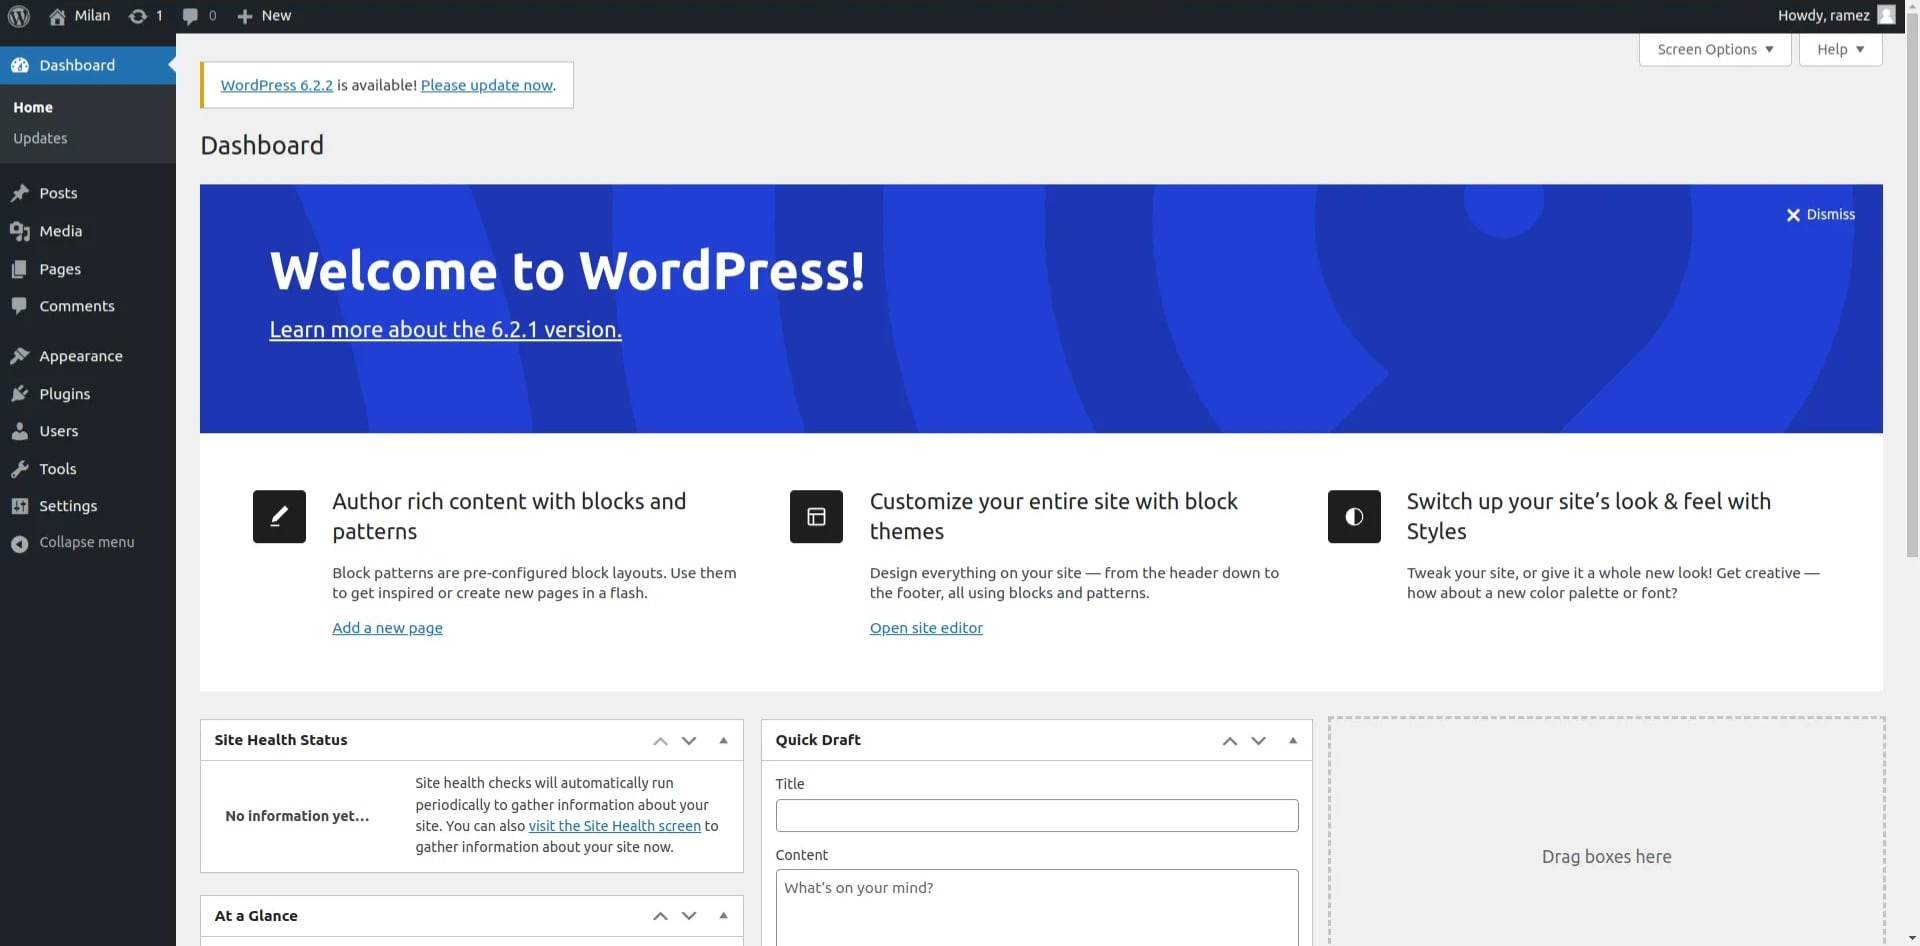 Milan 1 0 New
Howdy, ramez
Dashboard
Home
Updates
Posts
Media
Pages
Comments
Appearance
Plugins
Users
Tools
Settings
Collapse menu
Screen Options ▼
Help ▼
WordPress 6.2.2 is available! Please update now.
Dashboard
Dismiss
Welcome to WordPress!
Learn more about the 6.2.1 version.
Author rich content with blocks and
patterns
Block patterns are pre-configured block layouts. Use them
to get inspired or create new pages in a flash.
Add a new page
Customize your entire site with block
themes
Design everything on your site — from the header down to
the footer, all using blocks and patterns.
Open site editor
Switch up your site’s look & feel with
Styles
Tweak your site, or give it a whole new look! Get creative —
how about a new color palette or font?
Site Health Status
No information yet…
Site health checks will automatically run
periodically to gather information about your
site. You can also visit the Site Health screen to
gather information about your site now.
At a Glance
Quick Draft
Title
Content
What’s on your mind?
Drag boxes here